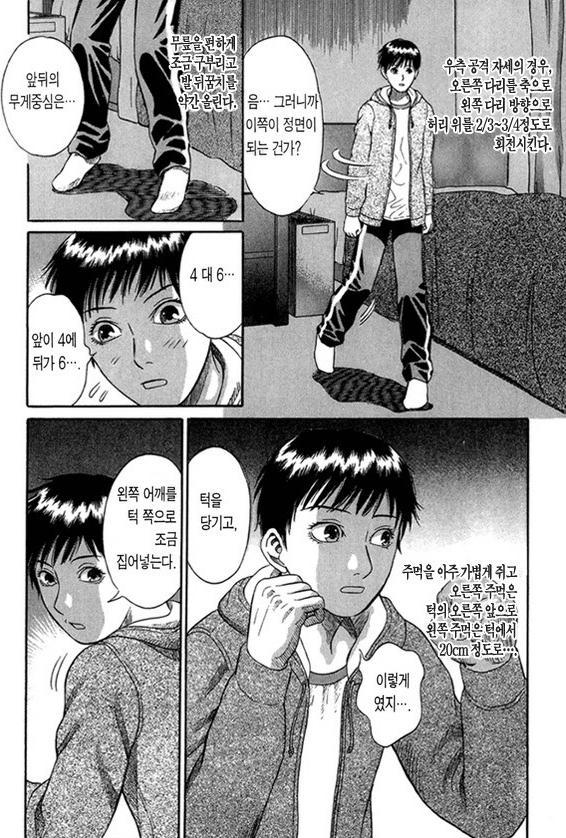 우측 공격 자세의 경우,
오른쪽 다리를 축으로
왼쪽 다리 방향으로
허리 위를 2/3~3/4정도로
회전시킨다.
음… 그러니까
이쪽이 정면이
되는 건가?
무릎을 편하게
조금 구부리고
발 뒤꿈치를
약간 올린다.
앞뒤의
무게중심은…
4 대 6…
앞이 4에
뒤가 6….
턱을
당기고,
주먹을 아주 가볍게 쥐고
오른쪽 주먹은
턱의 오른쪽 앞으로
왼쪽 주먹은 턱에서
20cm 정도로….
이렇게
였지….
왼쪽 어깨를
턱 쪽으로
조금
집어넣는다.